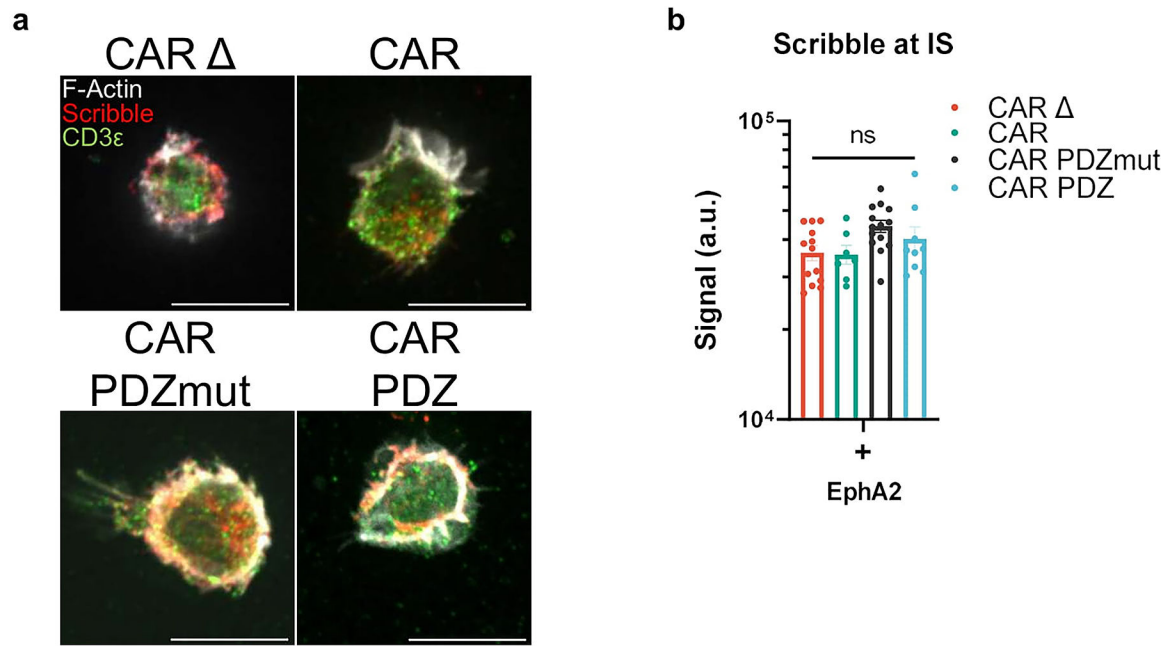 a
CAR Δ
CAR
F-Actin
Scribble
CD3ε
CAR
PDZmut
CAR
PDZ
b
Scribble at IS
10⁵
ns
Signal (a.u.)
10⁴
+
EphA2
CAR Δ
CAR
CAR PDZmut
CAR PDZ